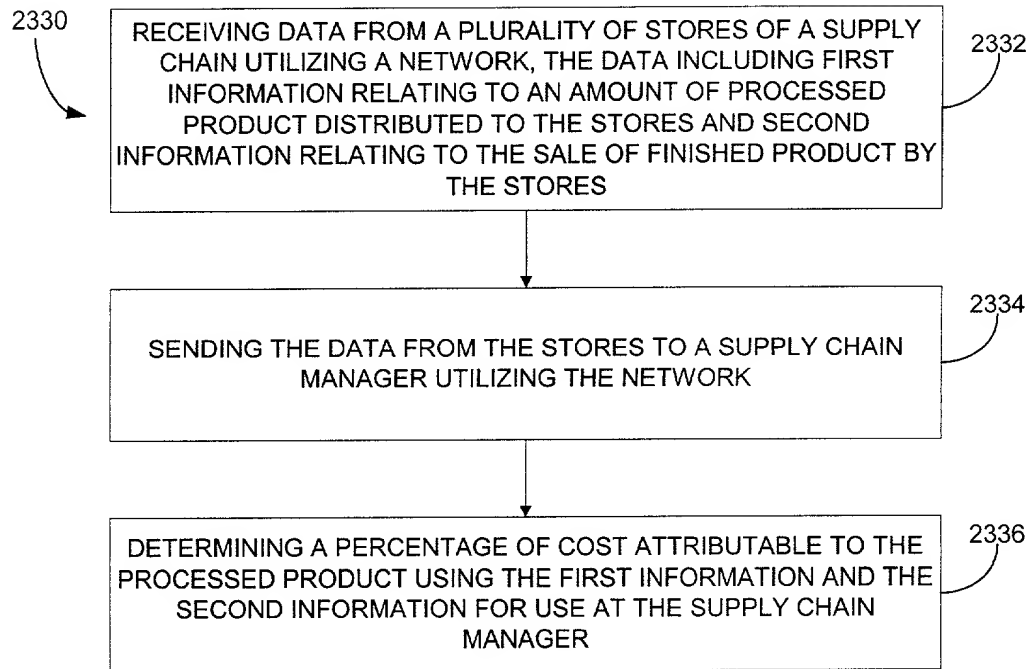 2330
RECEIVING DATA FROM A PLURALITY OF STORES OF A SUPPLY
CHAIN UTILIZING A NETWORK, THE DATA INCLUDING FIRST
INFORMATION RELATING TO AN AMOUNT OF PROCESSED
PRODUCT DISTRIBUTED TO THE STORES AND SECOND
INFORMATION RELATING TO THE SALE OF FINISHED PRODUCT BY
THE STORES
2332
SENDING THE DATA FROM THE STORES TO A SUPPLY CHAIN
MANAGER UTILIZING THE NETWORK
2334
DETERMINING A PERCENTAGE OF COST ATTRIBUTABLE TO THE
PROCESSED PRODUCT USING THE FIRST INFORMATION AND THE
SECOND INFORMATION FOR USE AT THE SUPPLY CHAIN
MANAGER
2336